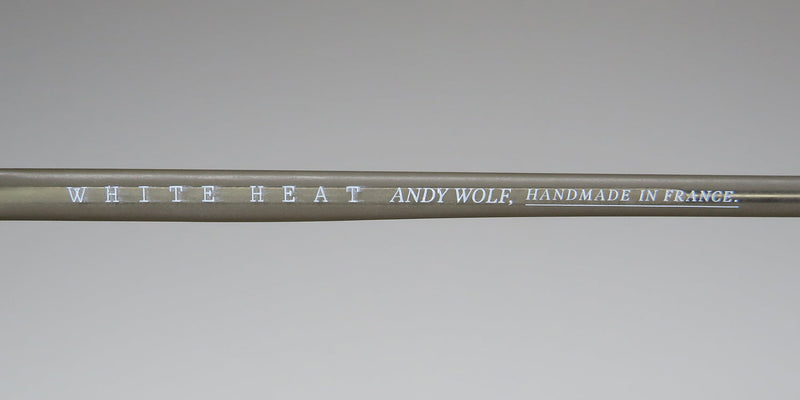 WHITE HEAT ANDY WOLF, HANDMADE IN FRANCE.